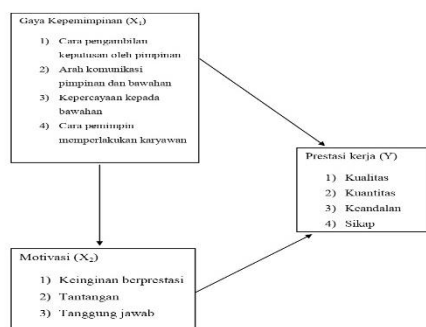 Gaya Kepemimpinan (X1)
1) Cara pengambilan
keputusan oleh pimpinan
2) Arah komunikasi
pimpinan dan bawahan
3) Kepercayaan kepada
bawahan
4) Cara pemimpin
memperlakukan karyawan
Prestasi kerja (Y)
1) Kualitas
2) Kuantitas
3) Keandalan
4) Sikap
Motivasi (X2)
1) Keinginan berprestasi
2) Tantangan
3) Tanggung jawab